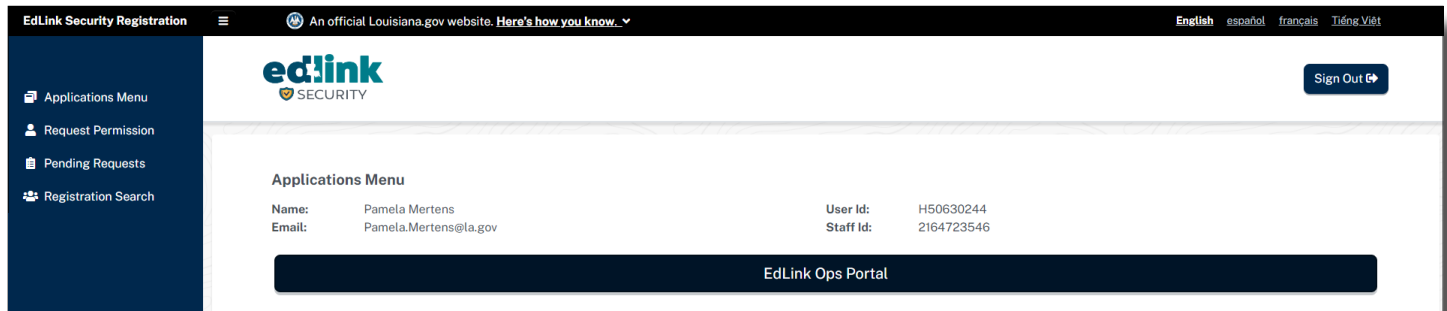 EdLink Security Registration
An official Louisiana.gov website. Here's how you know.
English español français Tiếng Việt
edlink
SECURITY
Sign Out
Applications Menu
Request Permission
Pending Requests
Registration Search
Applications Menu
Name: Pamela Mertens User Id: H50630244
Email: Pamela.Mertens@la.gov Staff Id: 2164723546
EdLink Ops Portal